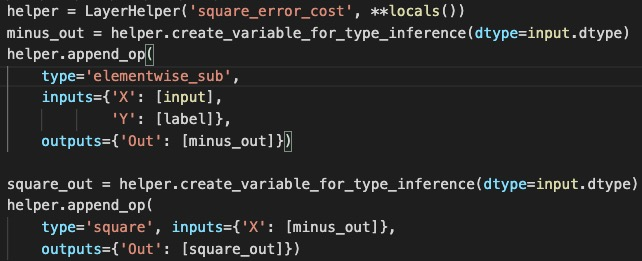 helper = LayerHelper('square_error_cost', **locals())
minus_out = helper.create_variable_for_type_inference(dtype=input.dtype)
helper.append_op(
    type='elementwise_sub',
    inputs={'X': [input],
            'Y': [label]},
    outputs={'Out': [minus_out]})

square_out = helper.create_variable_for_type_inference(dtype=input.dtype)
helper.append_op(
    type='square', inputs={'X': [minus_out]},
    outputs={'Out': [square_out]})